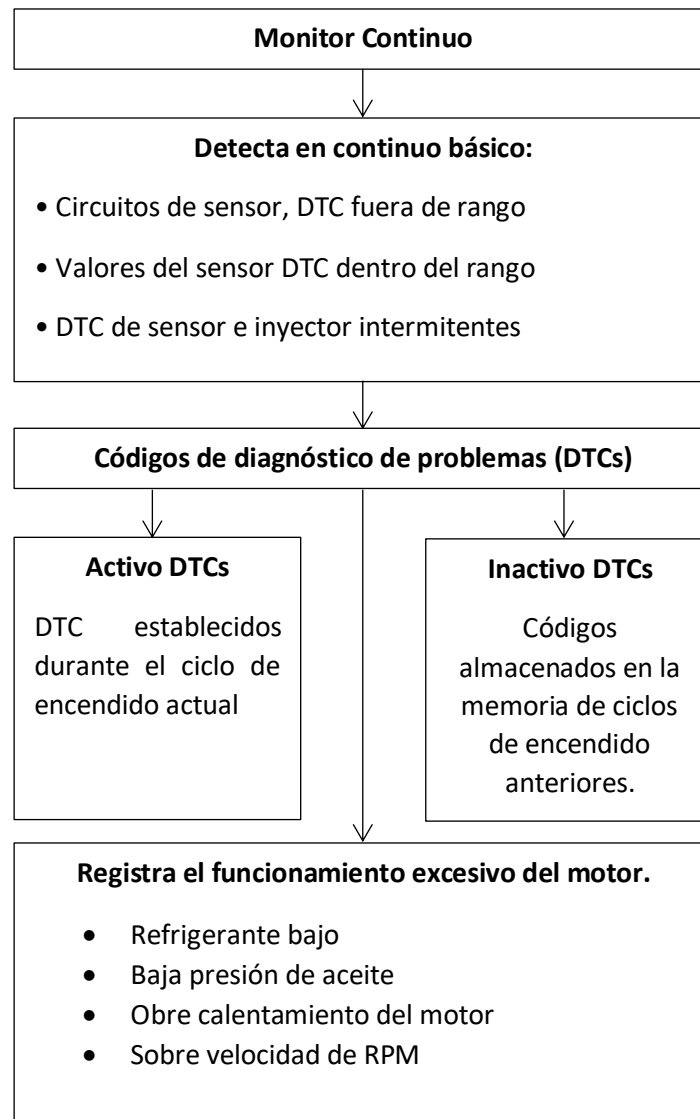 Monitor Continuo
Detecta en continuo básico:
• Circuitos de sensor, DTC fuera de rango
• Valores del sensor DTC dentro del rango
• DTC de sensor e inyector intermitentes
Códigos de diagnóstico de problemas (DTCs)
Activo DTCs
DTC establecidos
durante el ciclo de
encendido actual
Inactivo DTCs
Códigos
almacenados en la
memoria de ciclos
de encendido
anteriores.
Registra el funcionamiento excesivo del motor.
• Refrigerante bajo
• Baja presión de aceite
• Obre calentamiento del motor
• Sobre velocidad de RPM